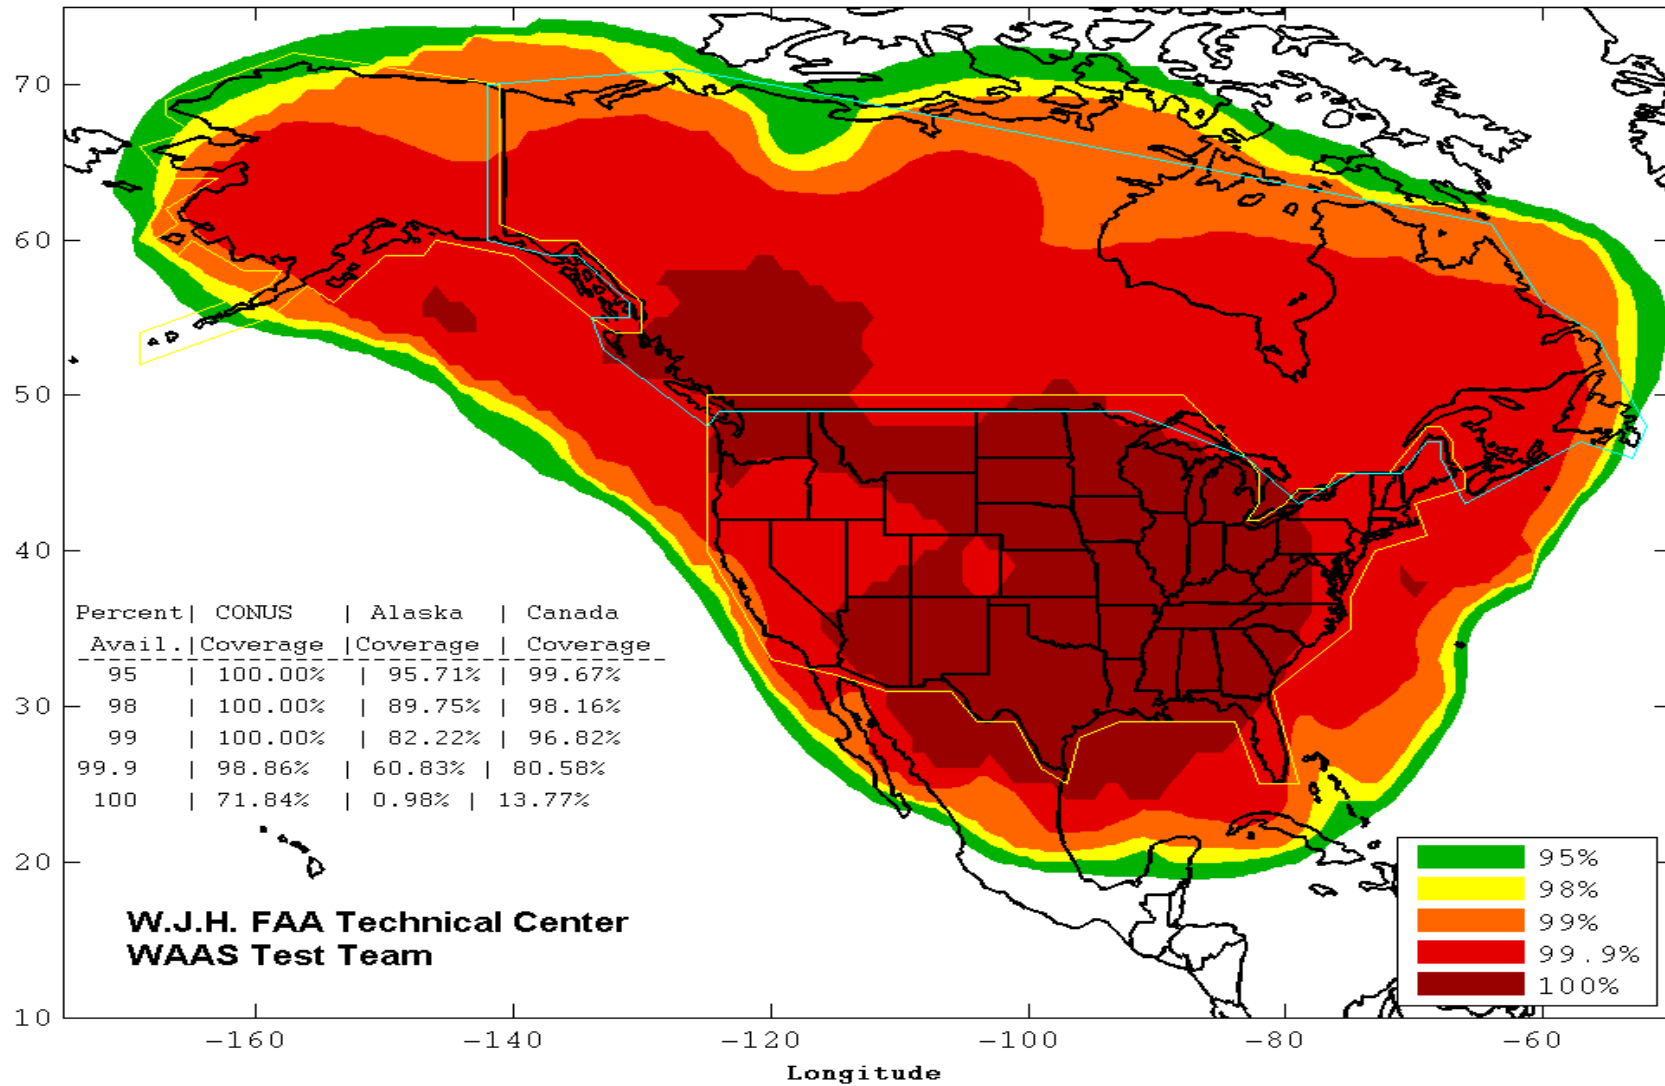 70
60
50
40
30
20
10
Percent| CONUS | Alaska | Canada
Avail.|Coverage |Coverage | Coverage
95 | 100.00% | 95.71% | 99.67%
98 | 100.00% | 89.75% | 98.16%
99 | 100.00% | 82.22% | 96.82%
99.9 | 98.86% | 60.83% | 80.58%
100 | 71.84% | 0.98% | 13.77%
W.J.H. FAA Technical Center
WAAS Test Team
95%
98%
99%
99.9%
100%
-160 -140 -120 -100 -80 -60
Longitude